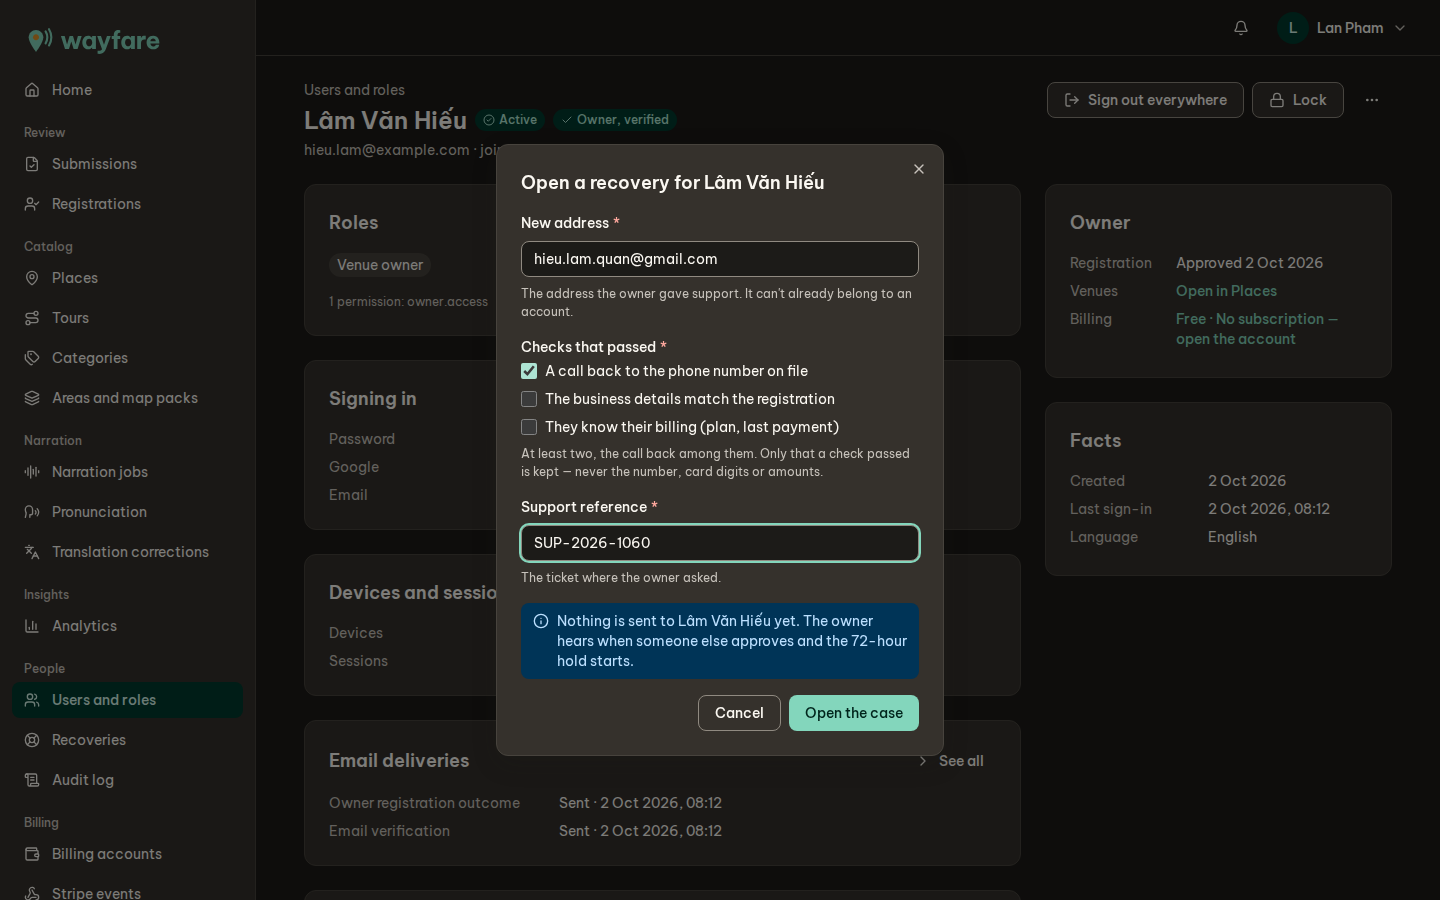 wayfare
Home
Review
Submissions
Registrations
Catalog
Places
Tours
Categories
Areas and map packs
Narration
Narration jobs
Pronunciation
Translation corrections
Insights
Analytics
People
Users and roles
Recoveries
Audit log
Billing
Billing accounts
Stripe events
L Lan Pham
Users and roles
Lâm Văn Hiếu Active Owner, verified
hieu.lam@example.com · join
Sign out everywhere Lock
Roles
Venue owner
1 permission: owner.access
Signing in
Password
Google
Email
Devices and sessio
Devices
Sessions
Email deliveries See all
Owner registration outcome Sent · 2 Oct 2026, 08:12
Email verification Sent · 2 Oct 2026, 08:12
Owner
Registration Approved 2 Oct 2026
Venues Open in Places
Billing Free · No subscription —
open the account
Facts
Created 2 Oct 2026
Last sign-in 2 Oct 2026, 08:12
Language English
Open a recovery for Lâm Văn Hiếu
New address *
hieu.lam.quan@gmail.com
The address the owner gave support. It can't already belong to an
account.
Checks that passed *
A call back to the phone number on file
The business details match the registration
They know their billing (plan, last payment)
At least two, the call back among them. Only that a check passed
is kept — never the number, card digits or amounts.
Support reference *
SUP-2026-1060
The ticket where the owner asked.
Nothing is sent to Lâm Văn Hiếu yet. The owner
hears when someone else approves and the 72-hour
hold starts.
Cancel Open the case